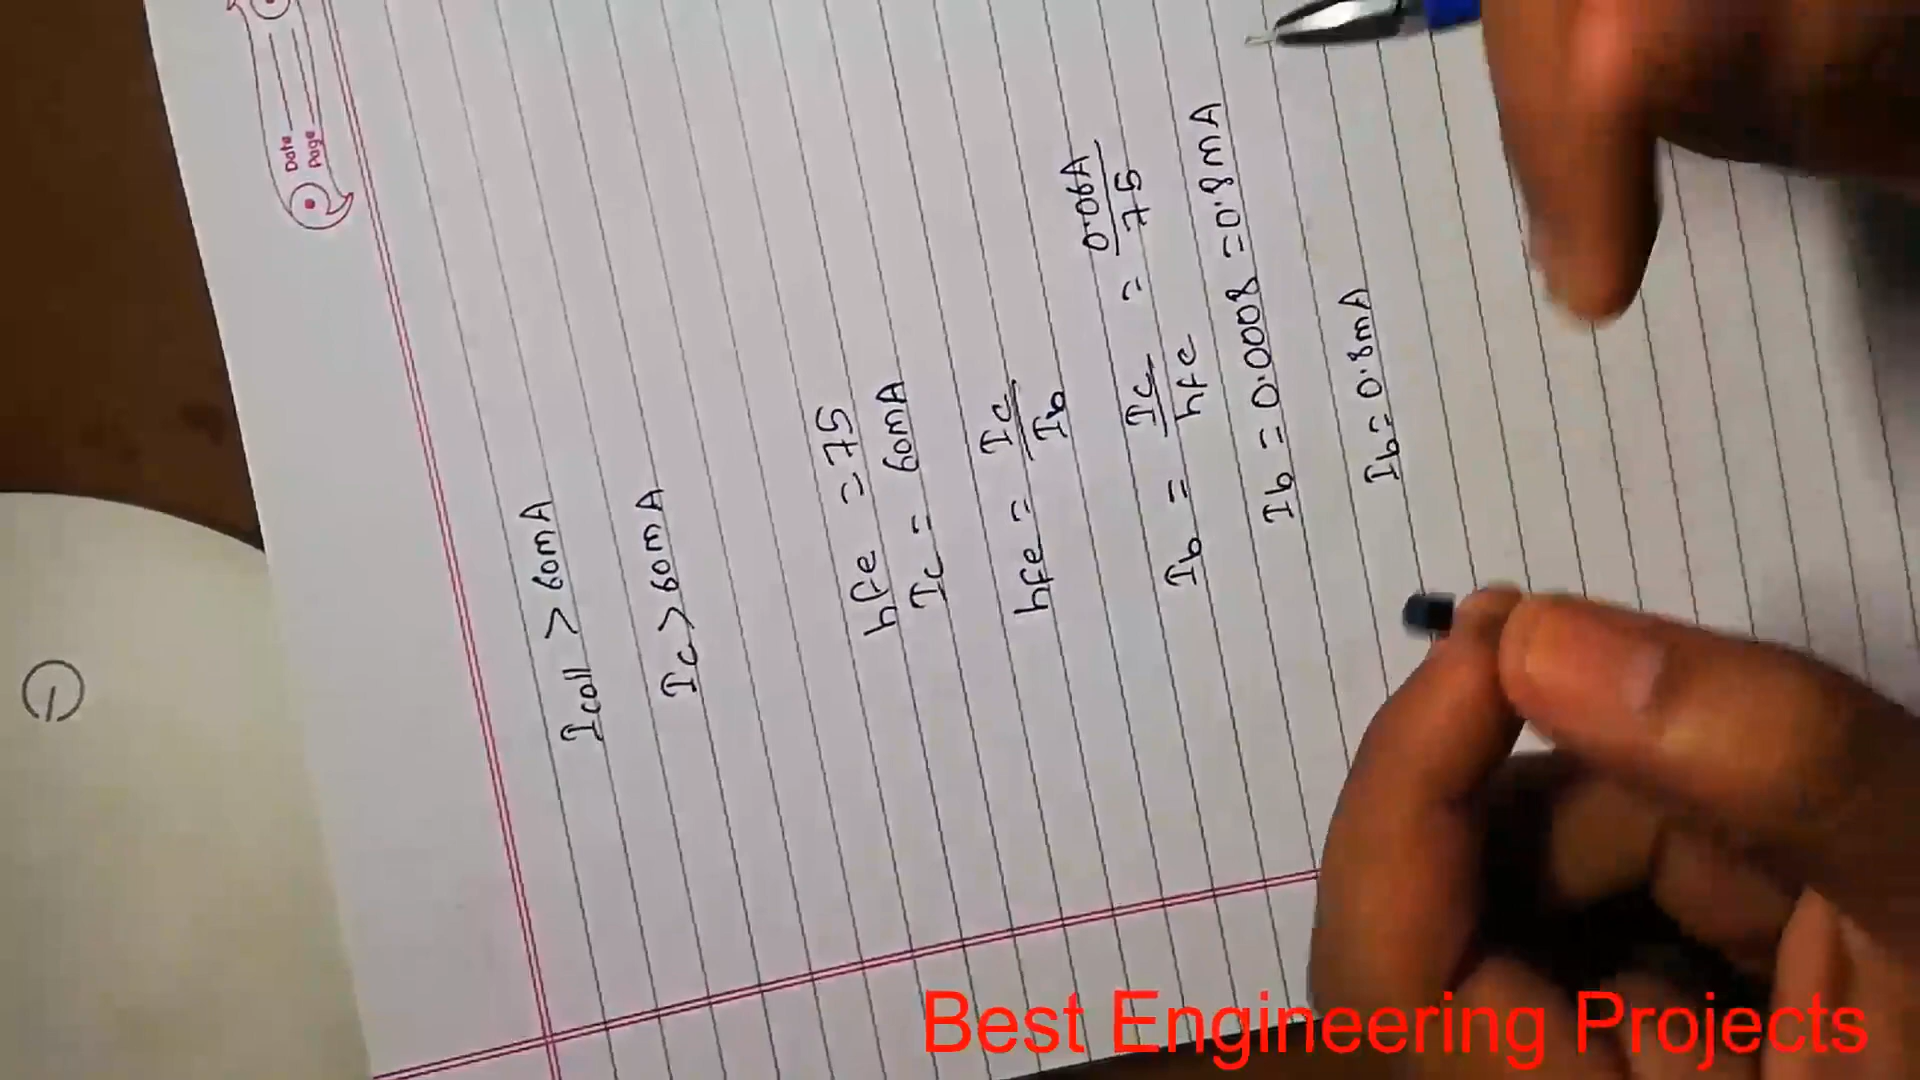 Date
Page
Icoil > 60mA
Ic > 60mA
hfe = 75
Ic = 60mA
hfe = Ic / Ib
Ib = Ic / hfe = 0.06A / 75
Ib = 0.0008 = 0.8mA
Ib = 0.8mA
Best Engineering Projects